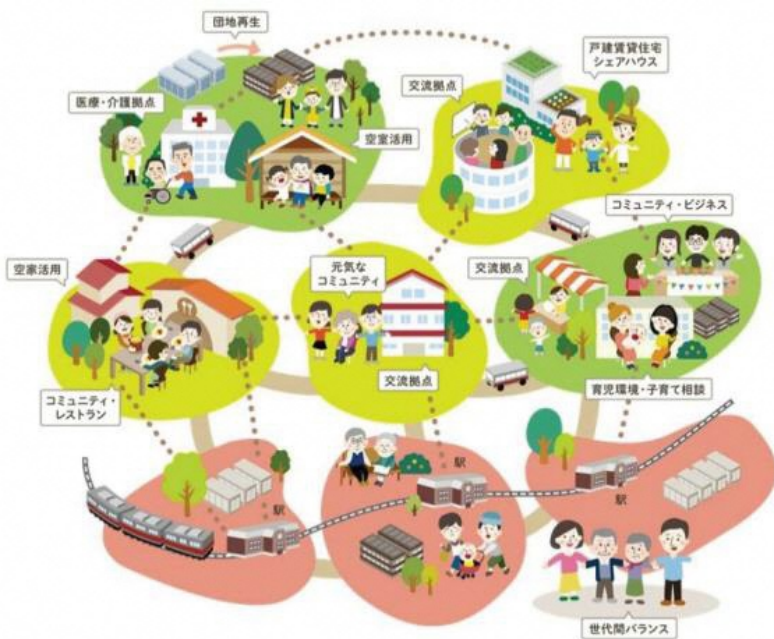 団地再生
戸建賃貸住宅
シェアハウス
交流拠点
医療・介護拠点
空室活用
コミュニティ・ビジネス
空家活用
元気な
コミュニティ
交流拠点
交流拠点
コミュニティ・
レストラン
育児環境・子育て相談
駅
駅
駅
世代間バランス